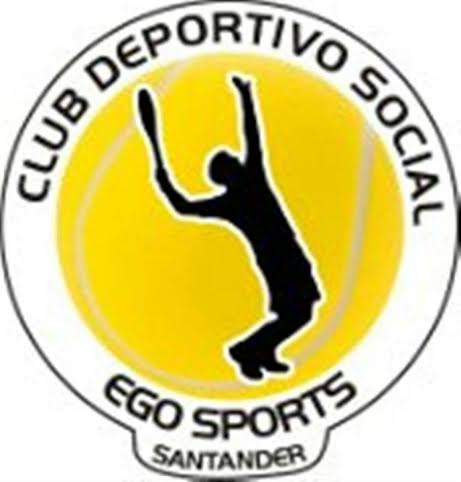 CLUB DEPORTIVO SOCIAL
EGO SPORTS
SANTANDER